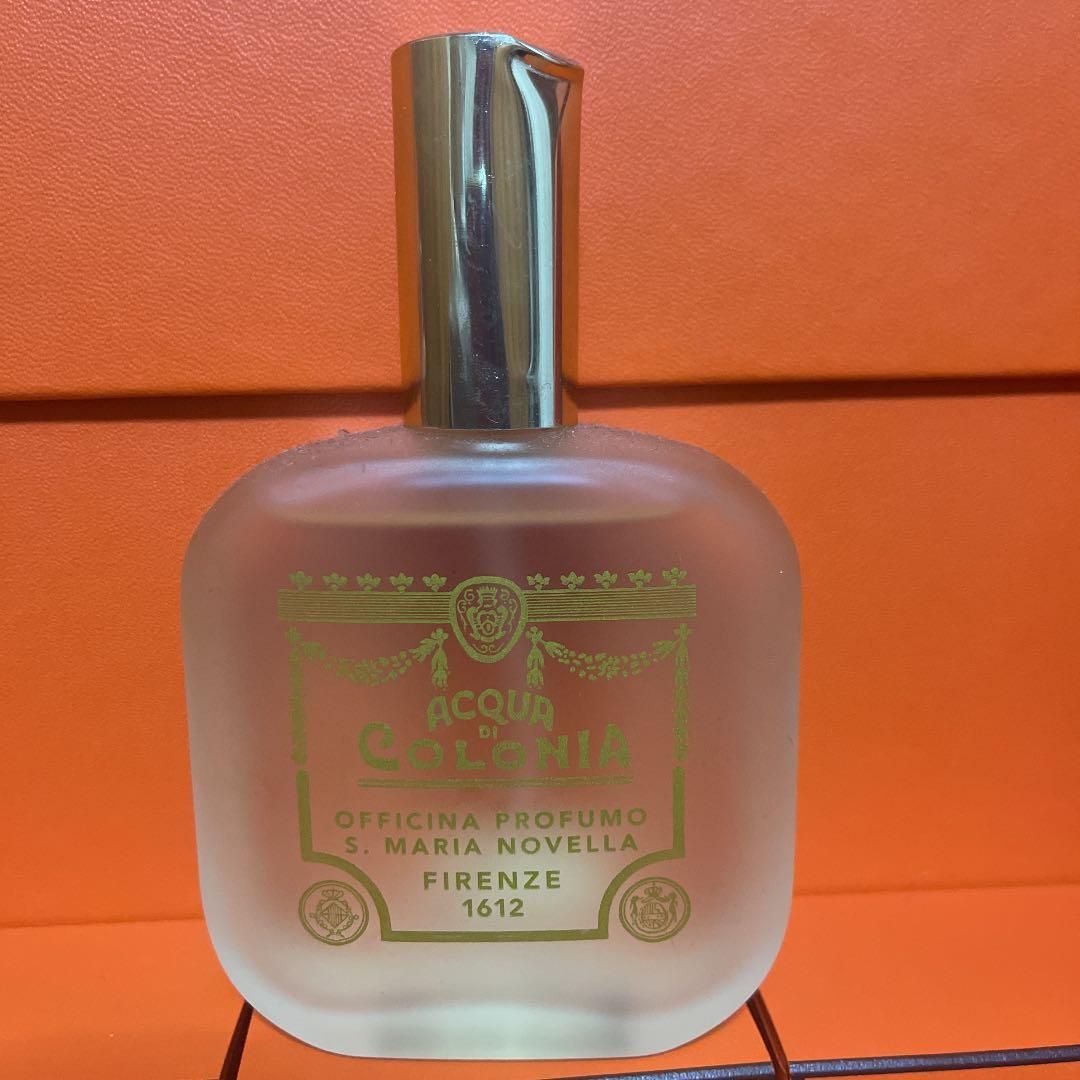 ACQUA
DI
COLONIA
OFFICINA PROFUMO
S. MARIA NOVELLA
FIRENZE
1612